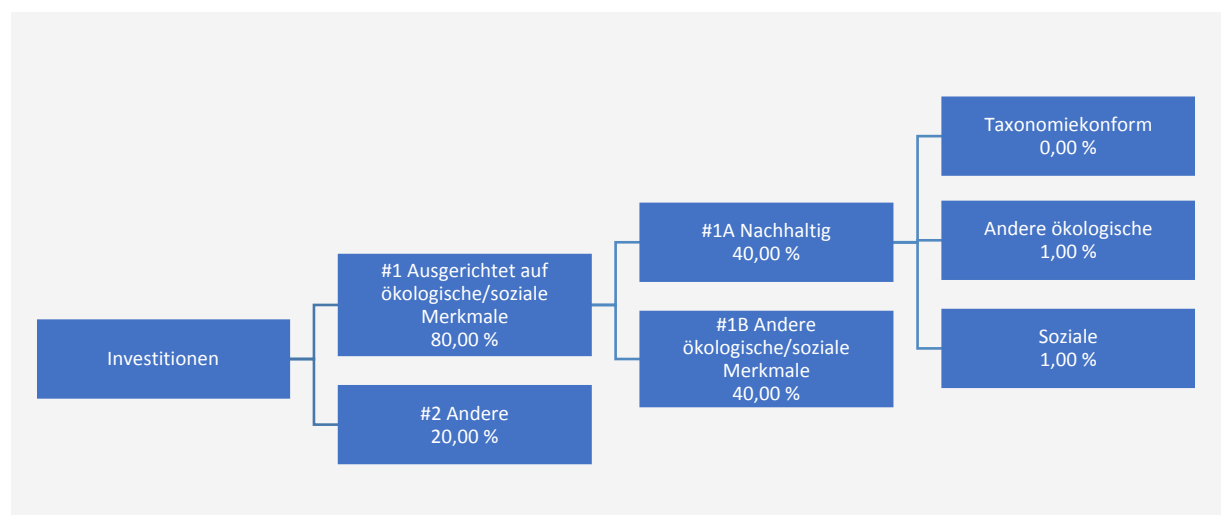 Investitionen
#1 Ausgerichtet auf
ökologische/soziale
Merkmale
80,00 %
#2 Andere
20,00 %
#1A Nachhaltig
40,00 %
#1B Andere
ökologische/soziale
Merkmale
40,00 %
Taxonomiekonform
0,00 %
Andere ökologische
1,00 %
Soziale
1,00 %